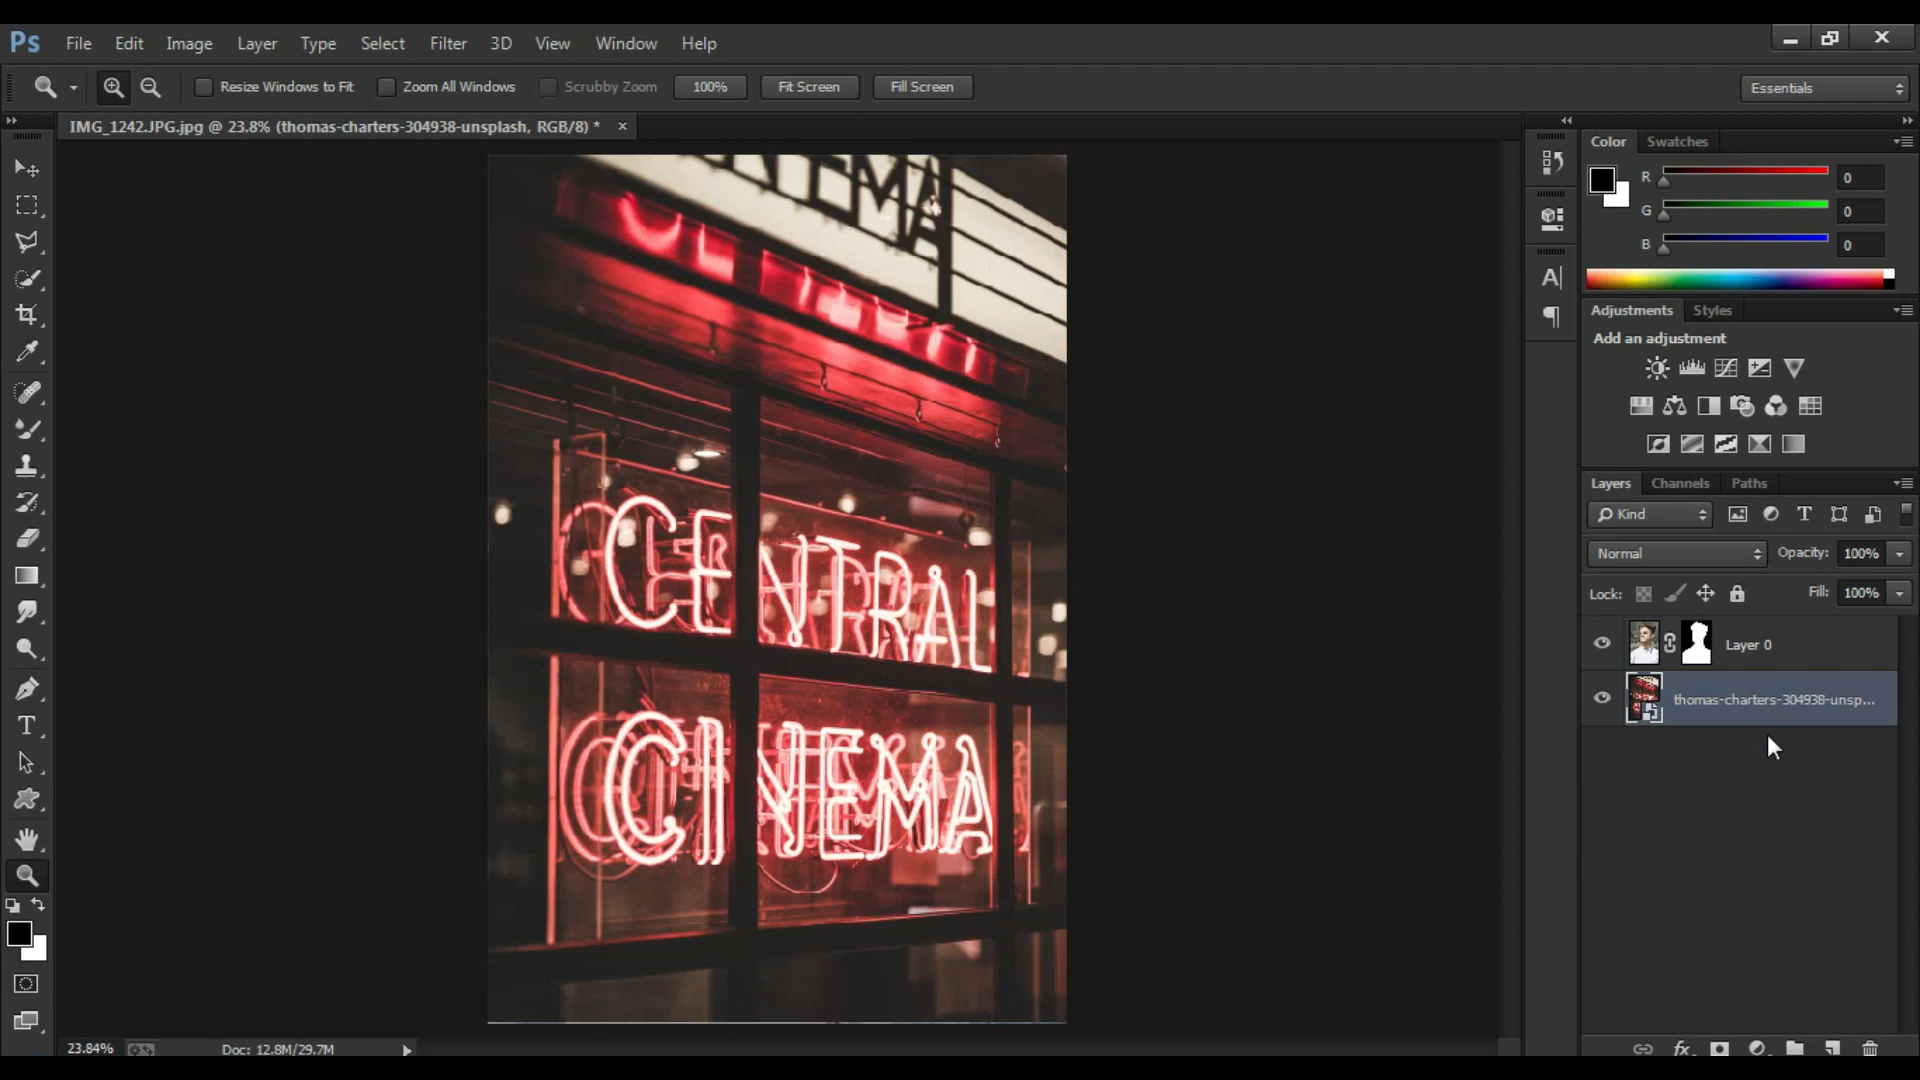 Ps File Edit Image Layer Type Select Filter 3D View Window Help
Resize Windows to Fit Zoom All Windows Scrubby Zoom 100% Fit Screen Fill Screen Essentials
IMG_1242.JPG.jpg @ 23.8% (thomas-charters-304938-unsplash, RGB/8) * ×
Color Swatches
R 0
G 0
B 0
Adjustments Styles
Add an adjustment
Layers Channels Paths
Kind
Normal Opacity: 100%
Lock: Fill: 100%
Layer 0
thomas-charters-304938-unsp...
EMA
CENTRAL
CINEMA
23.84% Doc: 12.8M/29.7M